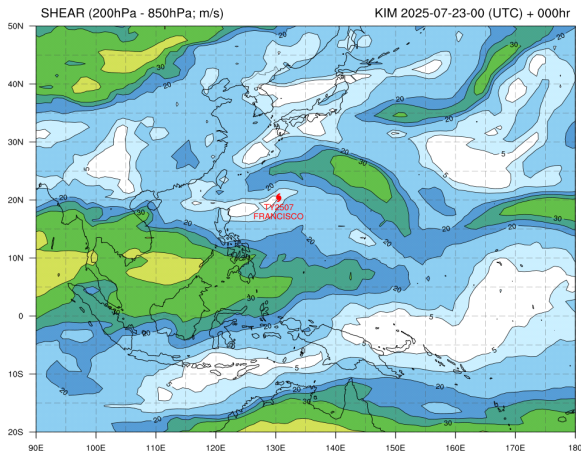 SHEAR (200hPa - 850hPa; m/s) KIM 2025-07-23-00 (UTC) + 000hr
50N
40N
30N
20N
10N
0
10S
20S
90E 100E 110E 120E 130E 140E 150E 160E 170E 180
TY2507
FRANCISCO